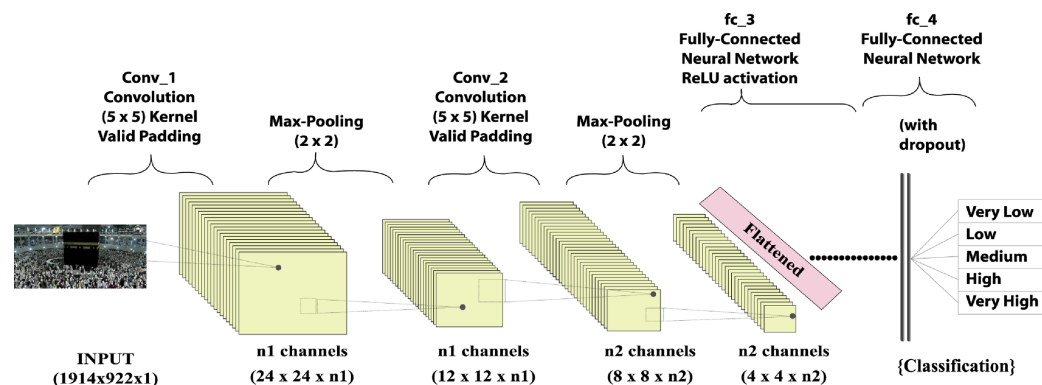 Conv_1
Convolution
(5 x 5) Kernel
Valid Padding
Max-Pooling
(2 x 2)
Conv_2
Convolution
(5 x 5) Kernel
Valid Padding
Max-Pooling
(2 x 2)
fc_3
Fully-Connected
Neural Network
ReLU activation
fc_4
Fully-Connected
Neural Network
(with
dropout)
Flattened
Very Low
Low
Medium
High
Very High
INPUT
(1914x922x1)
n1 channels
(24 x 24 x n1)
n1 channels
(12 x 12 x n1)
n2 channels
(8 x 8 x n2)
n2 channels
(4 x 4 x n2)
{Classification}